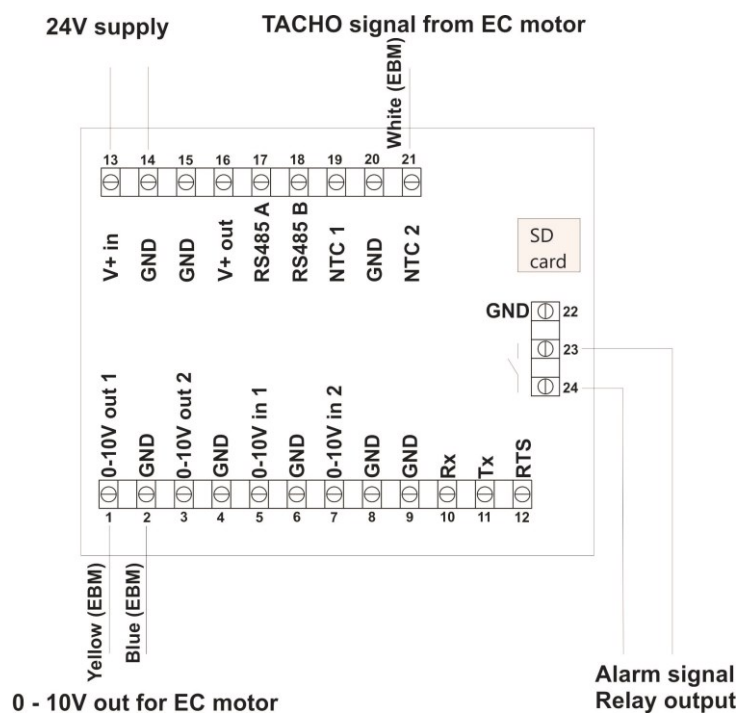 24V supply
TACHO signal from EC motor
White (EBM)
13 14 15 16 17 18 19 20 21
V+ in
GND
GND
V+ out
RS485 A
RS485 B
NTC 1
GND
NTC 2
SD
card
GND 22
23
24
0-10V out 1
GND
0-10V out 2
GND
0-10V in 1
GND
0-10V in 2
GND
GND
Rx
Tx
RTS
1 2 3 4 5 6 7 8 9 10 11 12
Yellow (EBM)
Blue (EBM)
0 - 10V out for EC motor
Alarm signal
Relay output